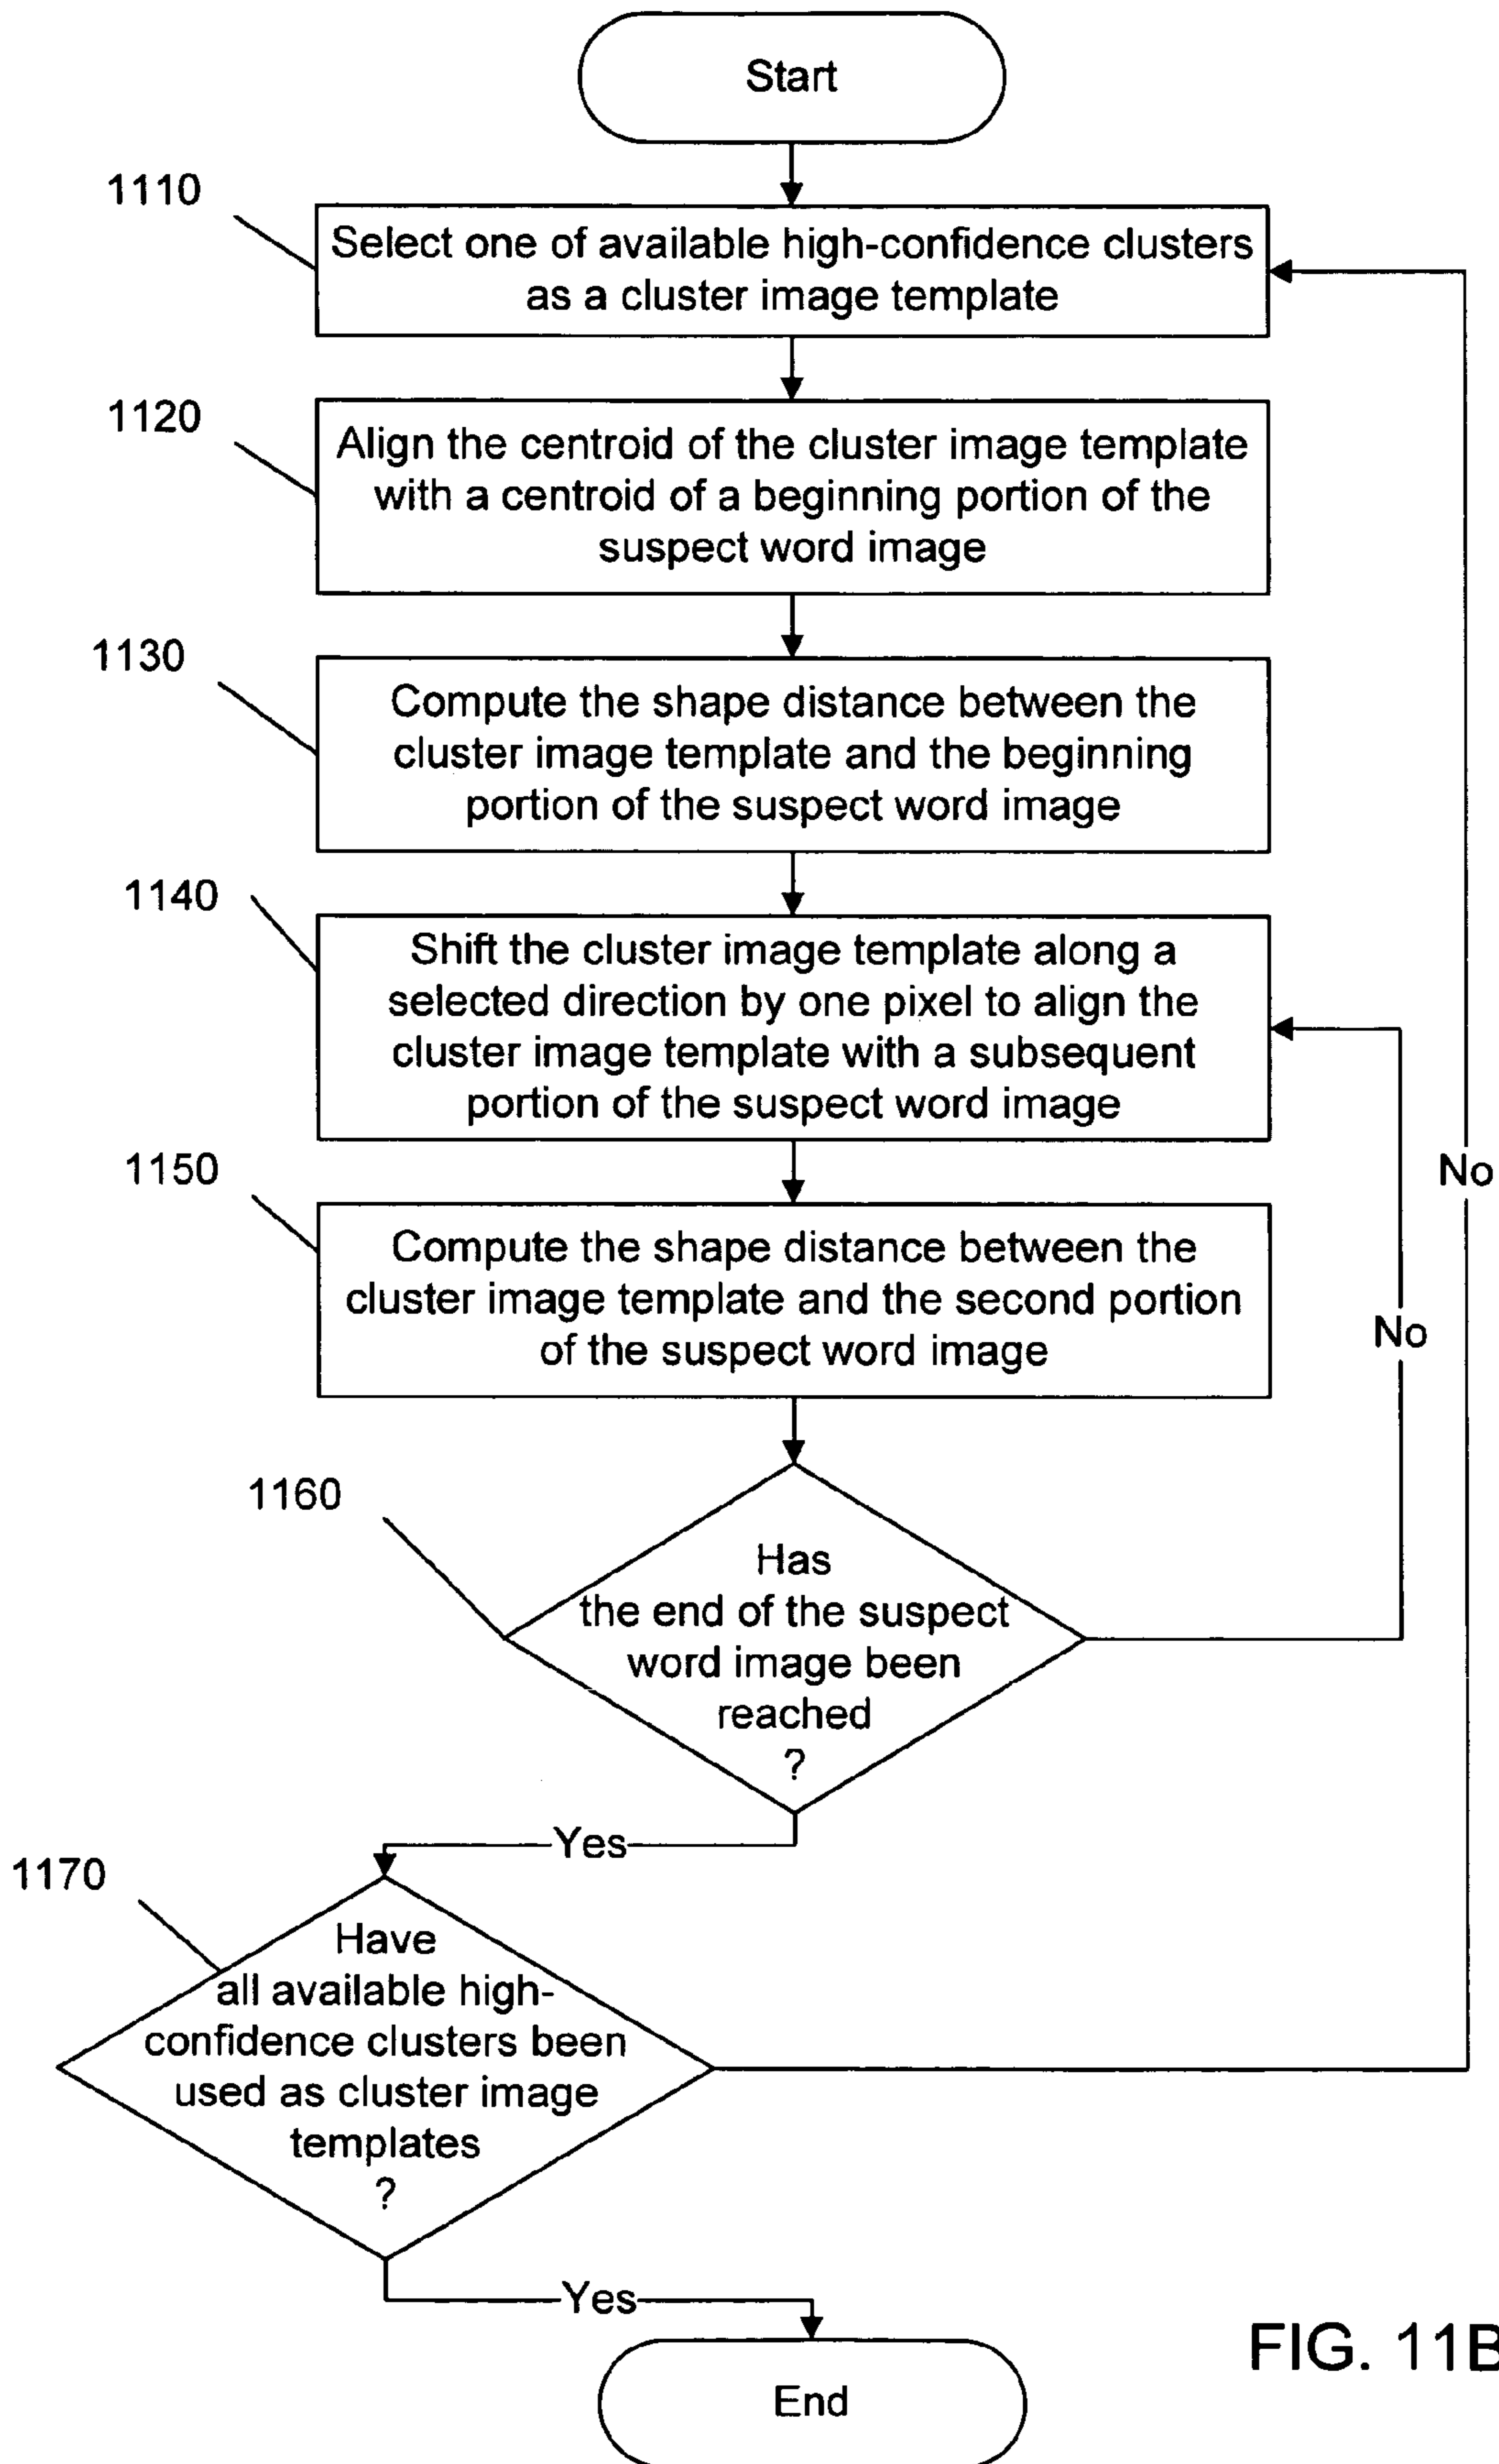 Start
1110
Select one of available high-confidence clusters
as a cluster image template
1120
Align the centroid of the cluster image template
with a centroid of a beginning portion of the
suspect word image
1130
Compute the shape distance between the
cluster image template and the beginning
portion of the suspect word image
1140
Shift the cluster image template along a
selected direction by one pixel to align the
cluster image template with a subsequent
portion of the suspect word image
1150
Compute the shape distance between the
cluster image template and the second portion
of the suspect word image
No
No
1160
Has
the end of the suspect
word image been
reached
?
Yes
1170
Have
all available high-
confidence clusters been
used as cluster image
templates
?
Yes
End
FIG. 11B